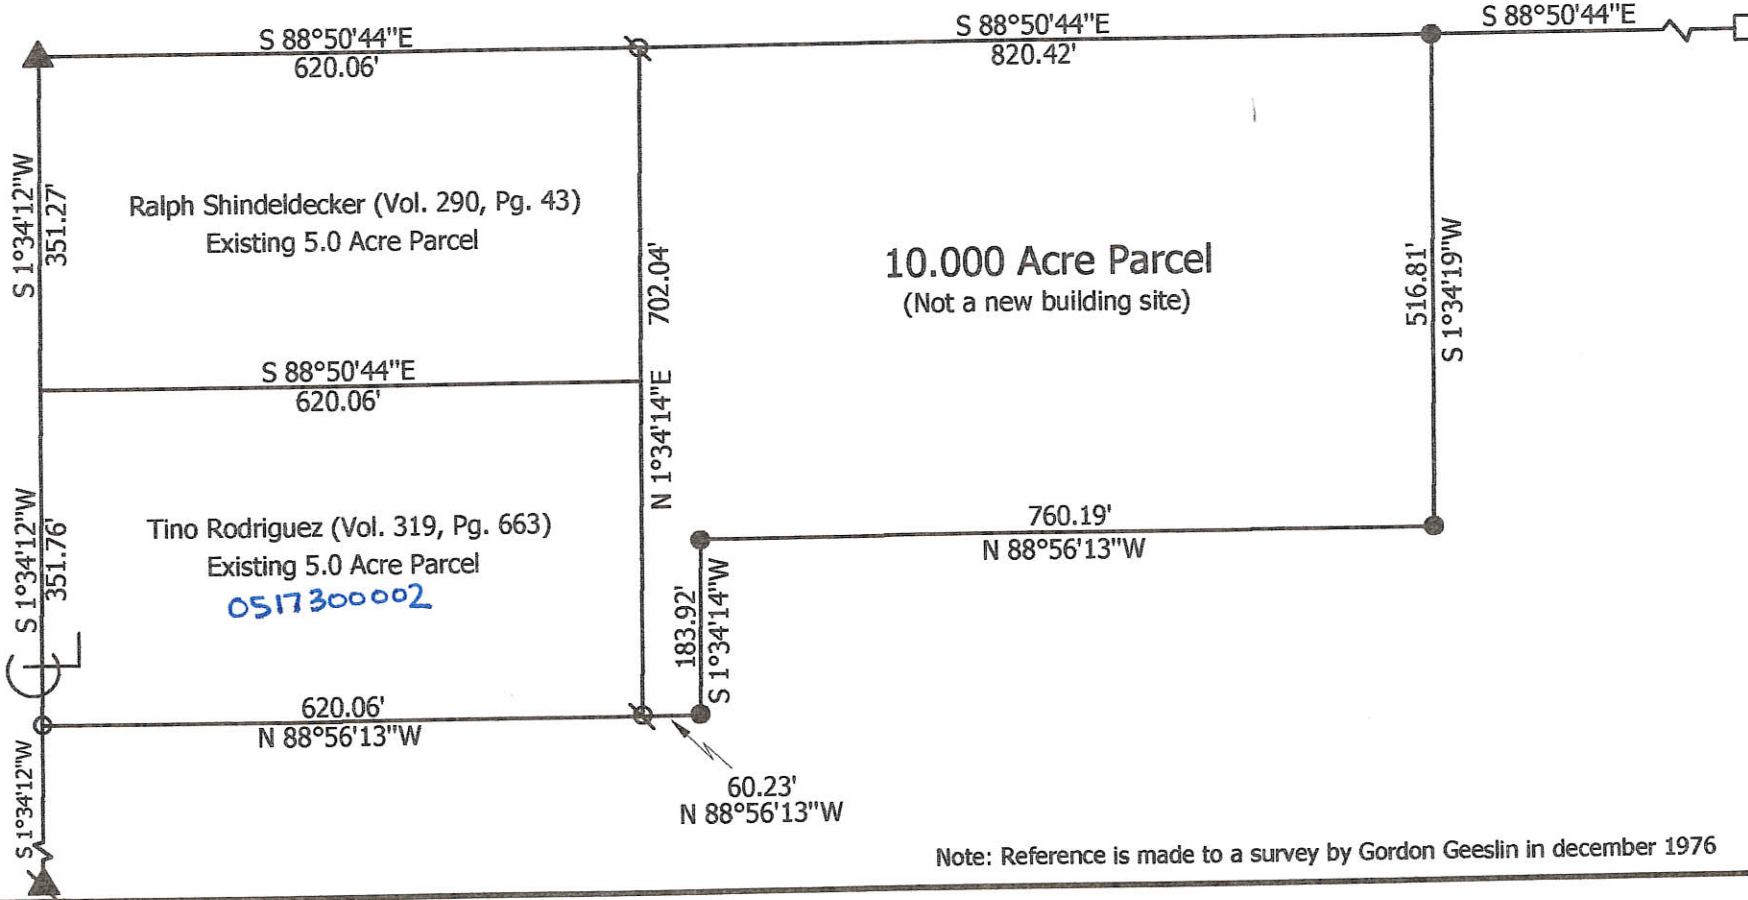 S 88°50'44"E
620.06'
S 88°50'44"E
820.42'
S 88°50'44"E
S 1°34'12"W
351.27'
Ralph Shindeldecker (Vol. 290, Pg. 43)
Existing 5.0 Acre Parcel
702.04'
N 1°34'14"E
10.000 Acre Parcel
(Not a new building site)
516.81'
S 1°34'19"W
S 88°50'44"E
620.06'
S 1°34'12"W
351.76'
Tino Rodriguez (Vol. 319, Pg. 663)
Existing 5.0 Acre Parcel
0517300002
760.19'
N 88°56'13"W
183.92'
S 1°34'14"W
620.06'
N 88°56'13"W
60.23'
N 88°56'13"W
S 1°34'12"W
Note: Reference is made to a survey by Gordon Geeslin in december 1976